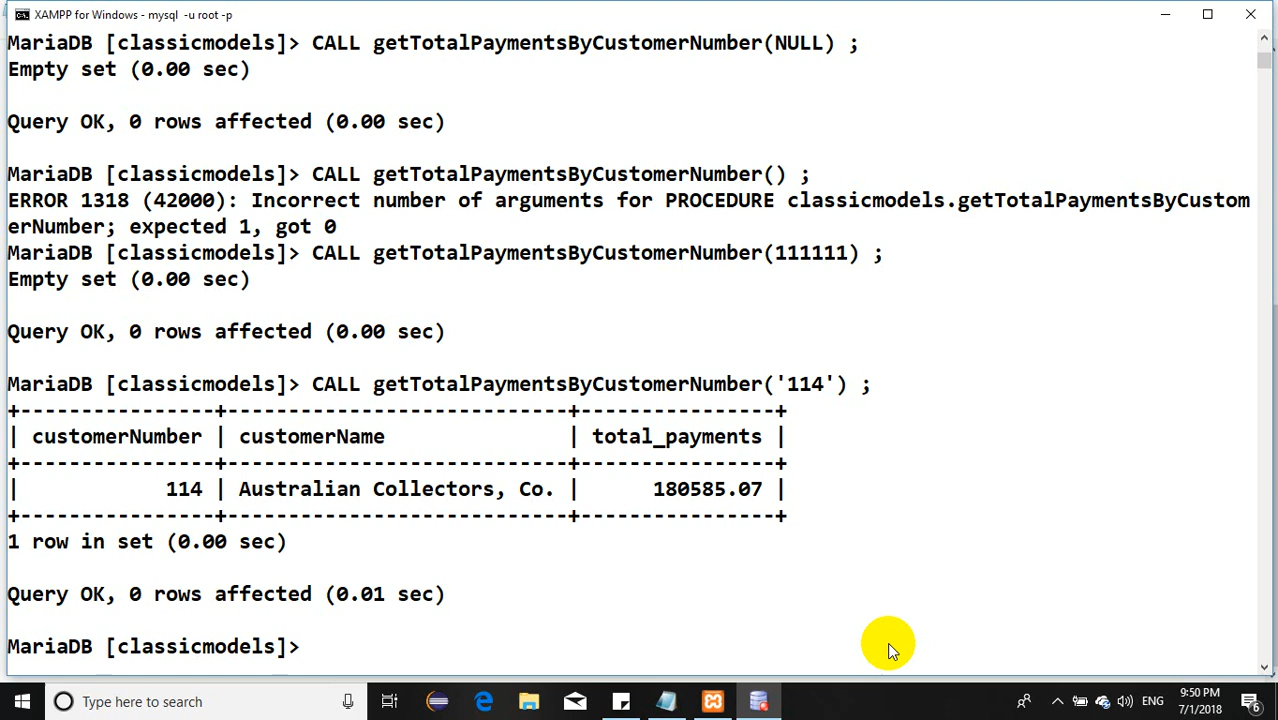 XAMPP for Windows - mysql -u root -p
MariaDB [classicmodels]> CALL getTotalPaymentsByCustomerNumber(NULL) ;
Empty set (0.00 sec)
Query OK, 0 rows affected (0.00 sec)
MariaDB [classicmodels]> CALL getTotalPaymentsByCustomerNumber() ;
ERROR 1318 (42000): Incorrect number of arguments for PROCEDURE classicmodels.getTotalPaymentsByCustom
erNumber; expected 1, got 0
MariaDB [classicmodels]> CALL getTotalPaymentsByCustomerNumber(111111) ;
Empty set (0.00 sec)
Query OK, 0 rows affected (0.00 sec)
MariaDB [classicmodels]> CALL getTotalPaymentsByCustomerNumber('114') ;
+----------------+----------------------------+----------------+
| customerNumber | customerName               | total_payments |
+----------------+----------------------------+----------------+
|            114 | Australian Collectors, Co. |      180585.07 |
+----------------+----------------------------+----------------+
1 row in set (0.00 sec)
Query OK, 0 rows affected (0.01 sec)
MariaDB [classicmodels]>
Type here to search
ENG
9:50 PM
7/1/2018
6